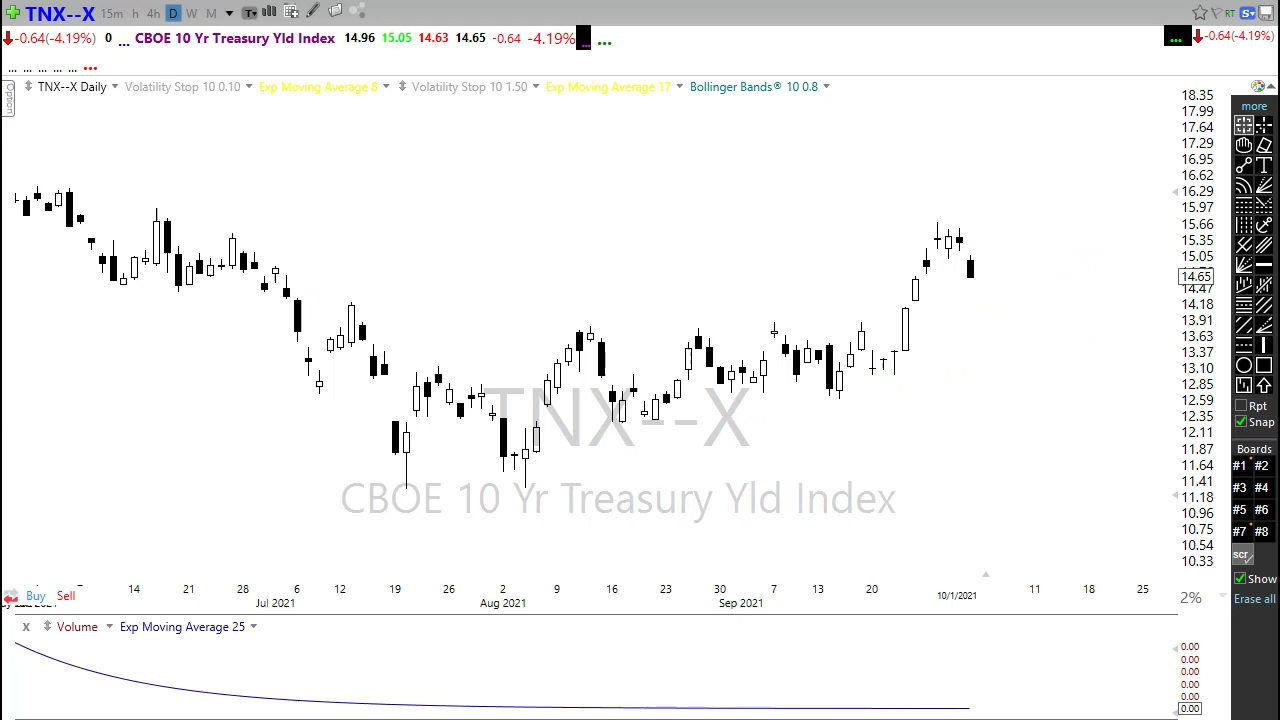 TNX--X 15m h 4h D W M T RT S
-0.64(-4.19%) 0 ... CBOE 10 Yr Treasury Yld Index 14.96 15.05 14.63 14.65 -0.64 -4.19% ... ... ... -0.64(-4.19%)
... ... ... ... ... ...
Option
TNX--X Daily Volatility Stop 10 0.10 Exp Moving Average 8 Volatility Stop 10 1.50 Exp Moving Average 17 Bollinger Bands® 10 0.8
18.35
17.99
17.64
17.29
16.95
16.62
16.29
15.97
15.66
15.35
15.05
14.65
14.47
14.18
13.91
13.63
13.37
13.10
12.85
12.59
12.35
12.11
11.87
11.64
11.41
11.18
10.96
10.75
10.54
10.33
more
Rpt
Snap
Boards
#1 #2
#3 #4
#5 #6
#7 #8
scr
Show
Erase all
TNX--X
CBOE 10 Yr Treasury Yld Index
14 21 28 6 12 19 26 2 9 16 23 30 7 13 20 11 18 25
Jul 2021 Aug 2021 Sep 2021 10/1/2021
Buy Sell
2%
X Volume Exp Moving Average 25
0.00
0.00
0.00
0.00
0.00
0.00